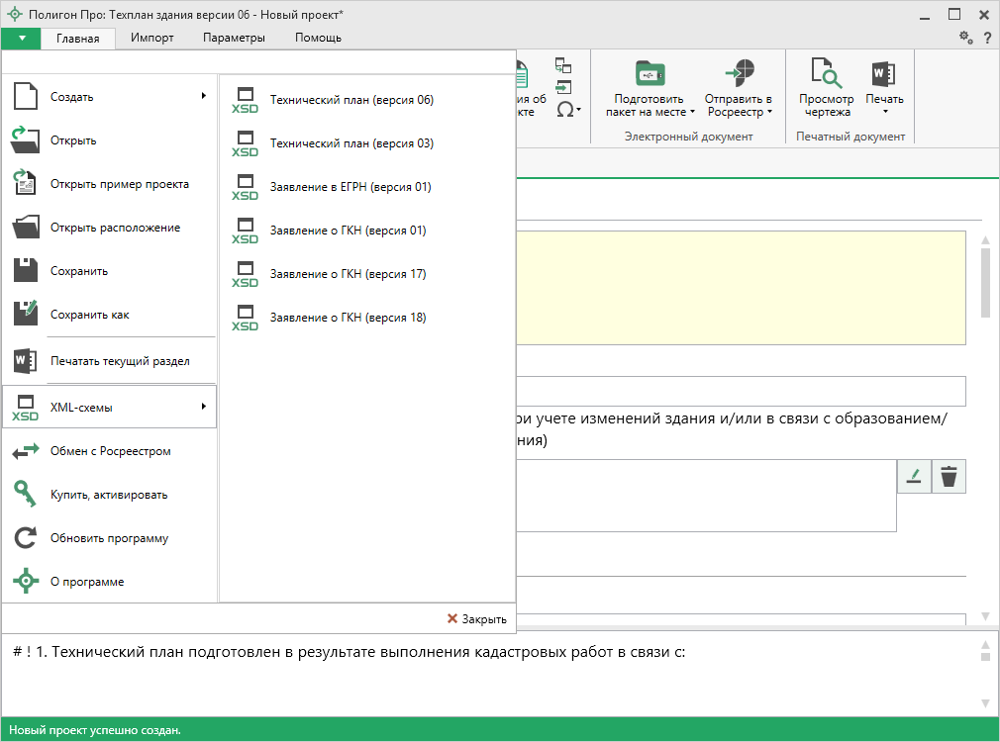 Полигон Про: Техплан здания версии 06 - Новый проект*
Главная
Импорт
Параметры
Помощь
?
Создать
Открыть
Открыть пример проекта
Открыть расположение
Сохранить
Сохранить как
W
Печатать текущий раздел
XSD
XML-схемы
Обмен с Росреестром
Купить, активировать
Обновить программу
О программе
XSD
Технический план (версия 06)
XSD
Технический план (версия 03)
XSD
Заявление в ЕГРН (версия 01)
XSD
Заявление о ГКН (версия 01)
XSD
Заявление о ГКН (версия 17)
XSD
Заявление о ГКН (версия 18)
Закрыть
об
кте
Ω
Подготовить
пакет на месте
Отправить в
Росреестр
Электронный документ
Просмотр
чертежа
W
Печать
Печатный документ
ри учете изменений здания и/или в связи с образованием/
ния)
# ! 1. Технический план подготовлен в результате выполнения кадастровых работ в связи с:
Новый проект успешно создан.